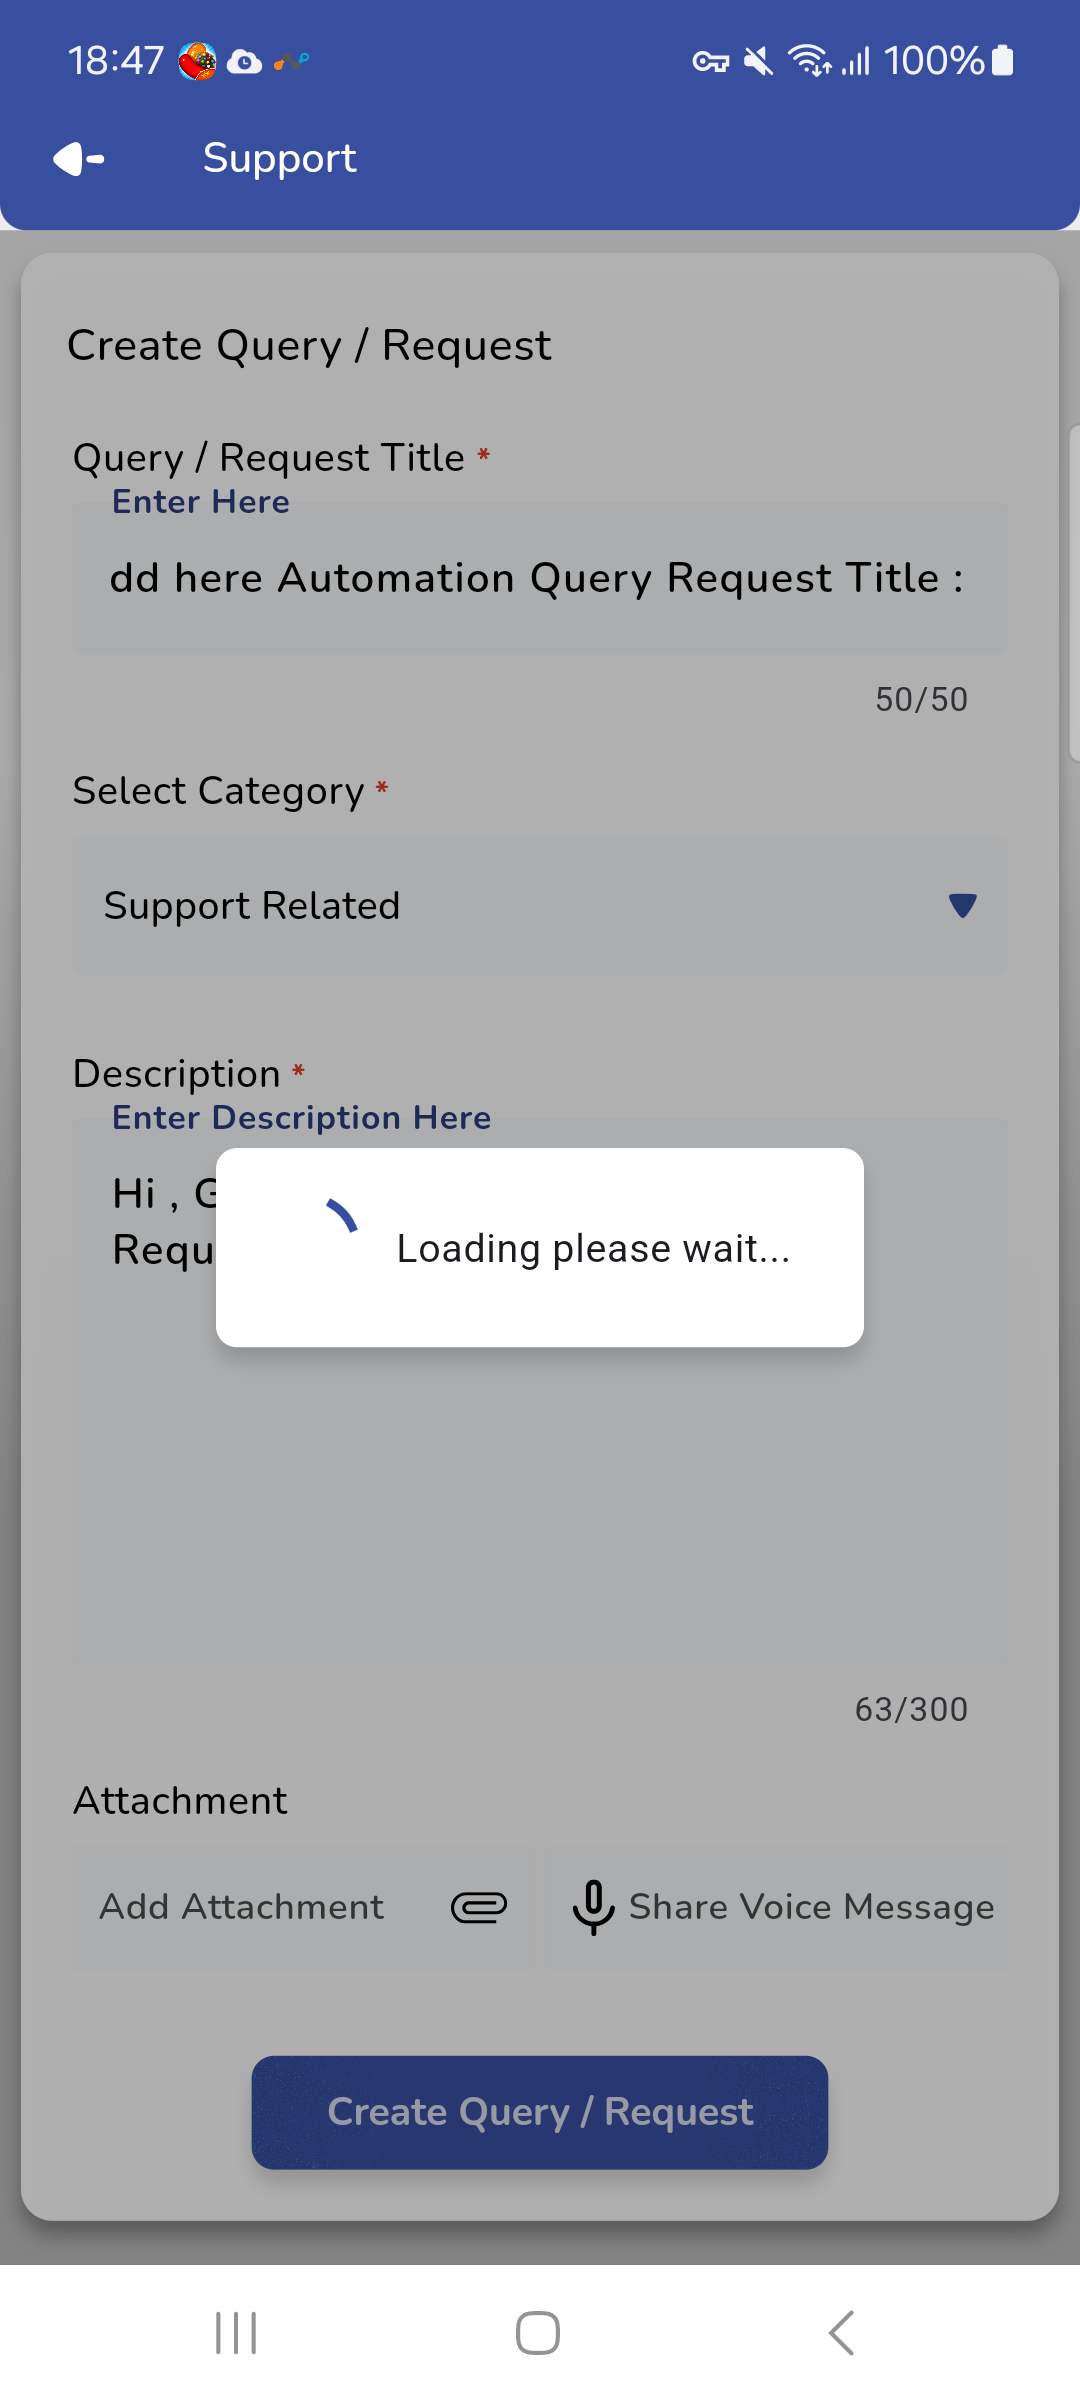 18:47
100%
Support
Create Query / Request
Query / Request Title *
Enter Here
dd here Automation Query Request Title :
50/50
Select Category *
Support Related
Description *
Enter Description Here
Hi , G
Requ
Loading please wait...
63/300
Attachment
Add Attachment
Share Voice Message
Create Query / Request